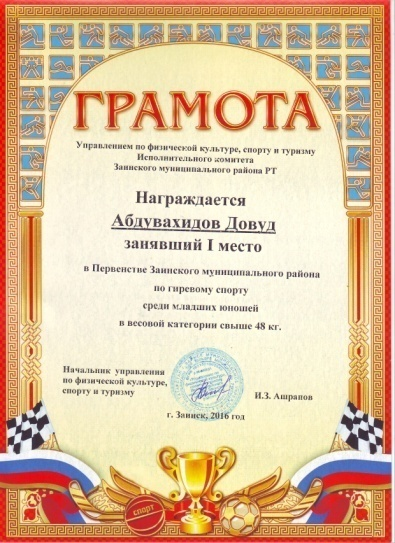 ГРАМОТА
Управлением по физической культуре, спорту и туризму
Исполнительного комитета
Заинского муниципального района РТ
Награждается
Абдувахидов Довуд
занявший I место
в Первенстве Заинского муниципального района
по гиревому спорту
среди младших юношей
в весовой категории свыше 48 кг.
Начальник управления
по физической культуре,
спорту и туризму
И.З. Ашрапов
г. Заинск, 2016 год
спорт